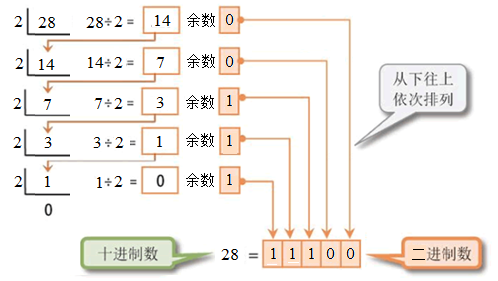 2 28 28÷2 = 14 余数 0
2 14 14÷2 = 7 余数 0
2 7 7÷2 = 3 余数 1
2 3 3÷2 = 1 余数 1
2 1 1÷2 = 0 余数 1
0
从下往上
依次排列
十进制数 28 = 1 1 1 0 0 二进制数